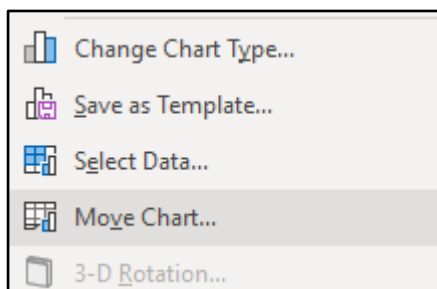 Change Chart Type...
Save as Template...
Select Data...
Move Chart...
3-D Rotation...